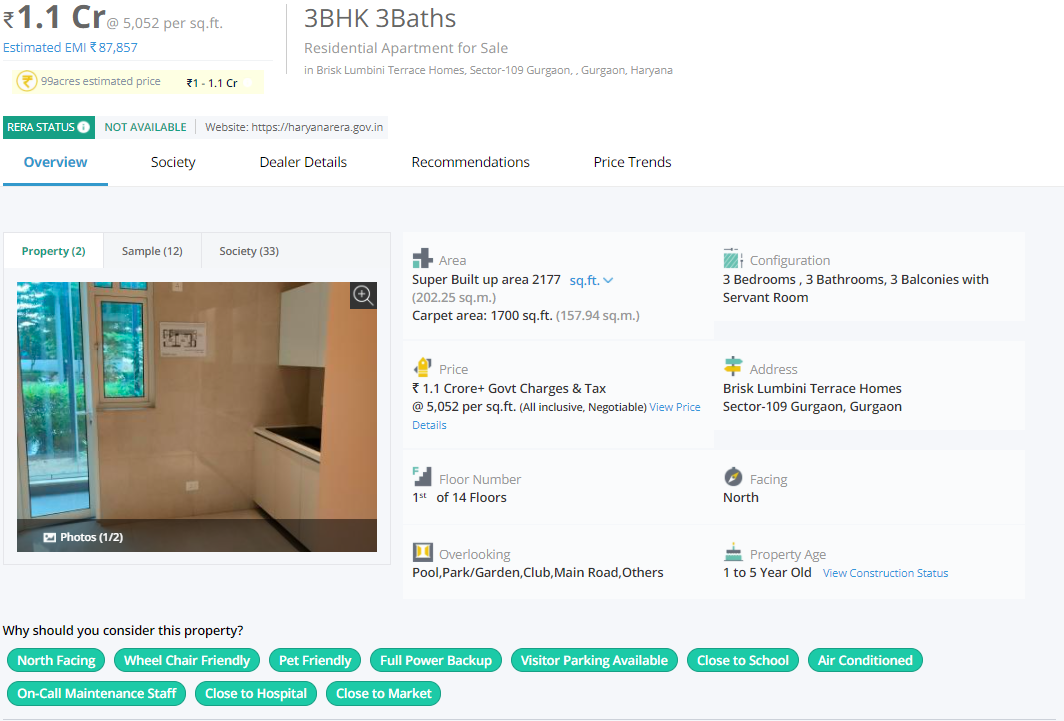 ₹1.1 Cr @ 5,052 per sq.ft.
Estimated EMI ₹ 87,857
99acres estimated price ₹1 - 1.1 Cr
3BHK 3Baths
Residential Apartment for Sale
in Brisk Lumbini Terrace Homes, Sector-109 Gurgaon, , Gurgaon, Haryana
RERA STATUS NOT AVAILABLE Website: https://haryanarera.gov.in
Overview Society Dealer Details Recommendations Price Trends
Property (2) Sample (12) Society (33)
Photos (1/2)
Area
Super Built up area 2177 sq.ft.
(202.25 sq.m.)
Carpet area: 1700 sq.ft. (157.94 sq.m.)
Configuration
3 Bedrooms , 3 Bathrooms, 3 Balconies with
Servant Room
Price
₹ 1.1 Crore+ Govt Charges & Tax
@ 5,052 per sq.ft. (All inclusive, Negotiable) View Price
Details
Address
Brisk Lumbini Terrace Homes
Sector-109 Gurgaon, Gurgaon
Floor Number
1st of 14 Floors
Facing
North
Overlooking
Pool,Park/Garden,Club,Main Road,Others
Property Age
1 to 5 Year Old View Construction Status
Why should you consider this property?
North Facing Wheel Chair Friendly Pet Friendly Full Power Backup Visitor Parking Available Close to School Air Conditioned
On-Call Maintenance Staff Close to Hospital Close to Market